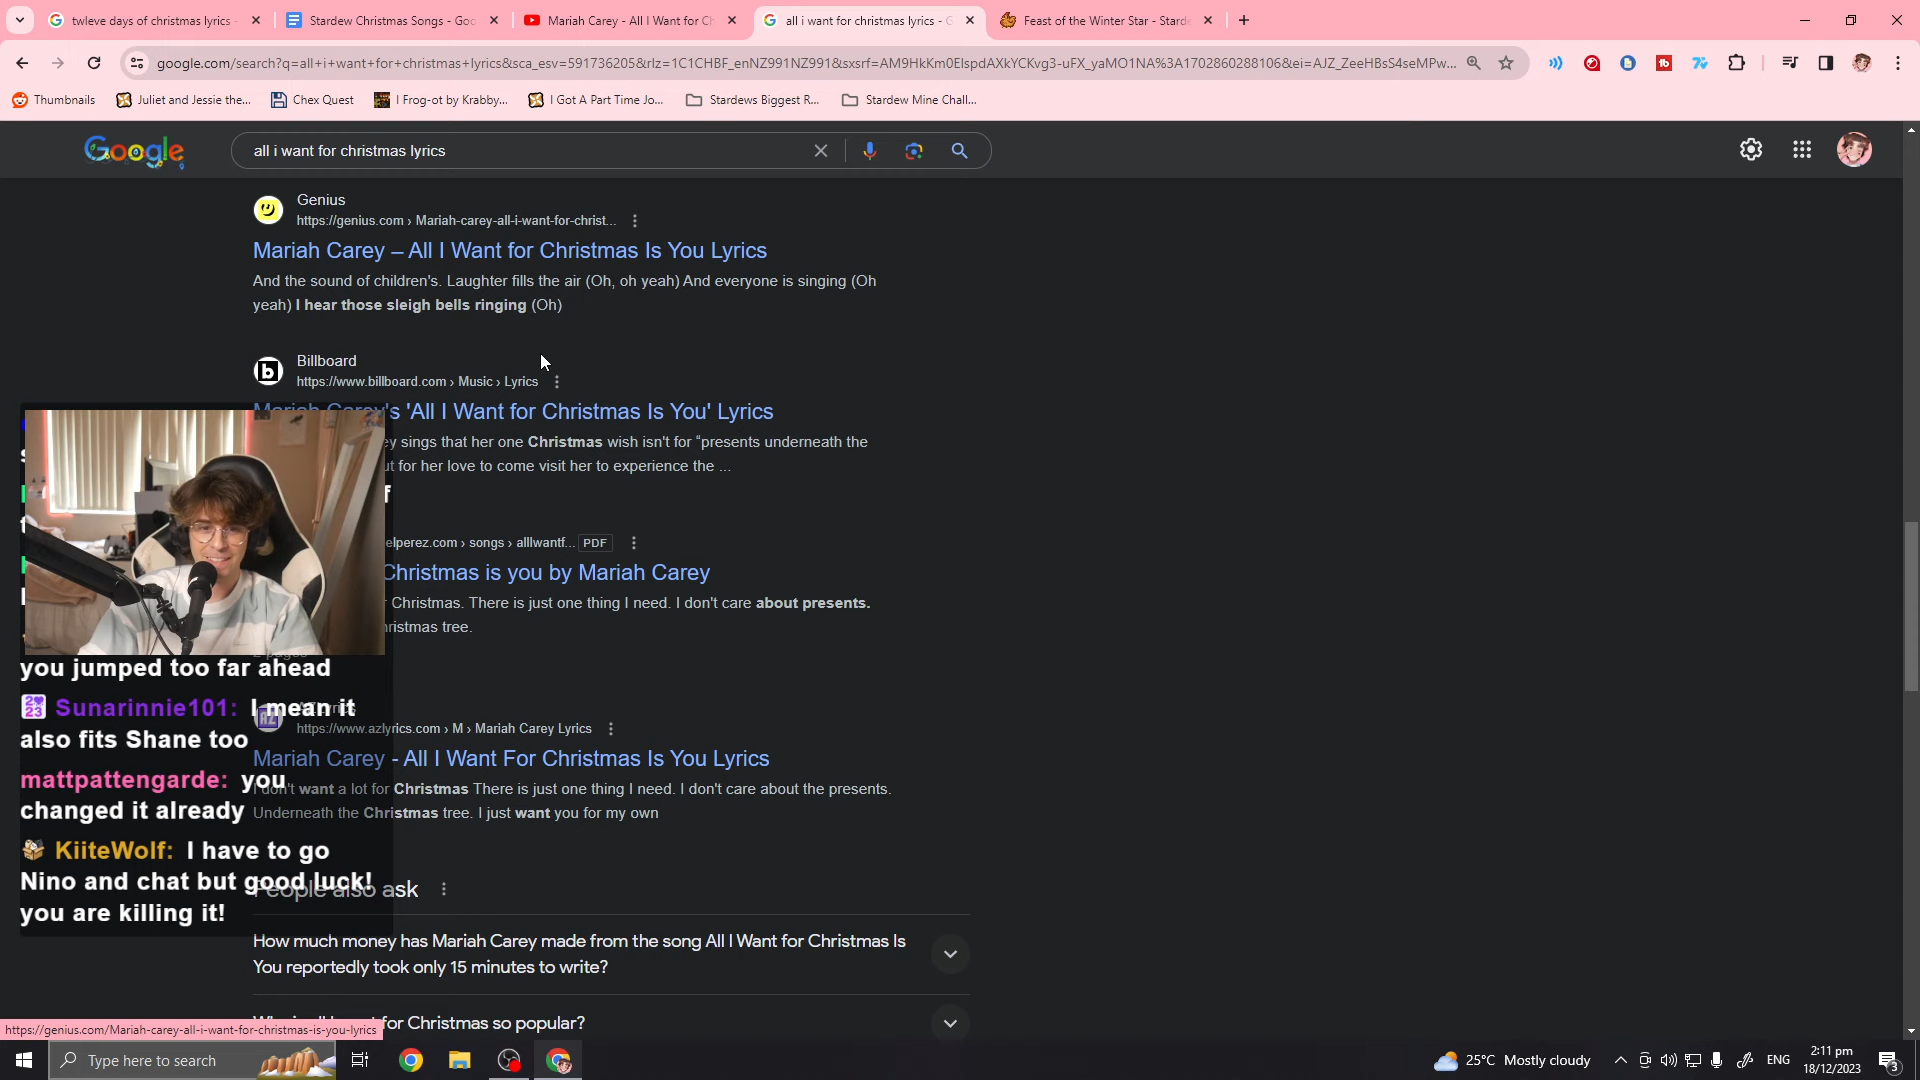 twleve days of christmas lyrics -
Stardew Christmas Songs - Goo
Mariah Carey - All I Want for Ch
all i want for christmas lyrics - G
Feast of the Winter Star - Stard
google.com/search?q=all+i+want+for+christmas+lyrics&sca_esv=591736205&rlz=1C1CHBF_enNZ991NZ991&sxsrf=AM9HkKm0ElspdAXkYCKvg3-uFX_yaMO1NA%3A1702860288106&ei=AJZ_ZeeHBsS4seMPw...
Thumbnails
Juliet and Jessie the...
Chex Quest
I Frog-ot by Krabby...
I Got A Part Time Jo...
Stardews Biggest R...
Stardew Mine Chall...
Google
all i want for christmas lyrics
Genius
https://genius.com › Mariah-carey-all-i-want-for-christ...
Mariah Carey – All I Want for Christmas Is You Lyrics
And the sound of children's. Laughter fills the air (Oh, oh yeah) And everyone is singing (Oh
yeah) I hear those sleigh bells ringing (Oh)
Billboard
https://www.billboard.com › Music › Lyrics
Mariah Carey's 'All I Want for Christmas Is You' Lyrics
sings that her one Christmas wish isn't for “presents underneath the
for her love to come visit her to experience the ...
elperez.com › songs › alllwantf...
PDF
Christmas is you by Mariah Carey
Christmas. There is just one thing I need. I don't care about presents.
ristmas tree.
2 pages
you jumped too far ahead
Sunarinnie101: I mean it
also fits Shane too
mattpattengarde: you
changed it already
KiiteWolf: I have to go
Nino and chat but good luck!
you are killing it!
https://www.azlyrics.com › M › Mariah Carey Lyrics
Mariah Carey - All I Want For Christmas Is You Lyrics
I don't want a lot for Christmas There is just one thing I need. I don't care about the presents.
Underneath the Christmas tree. I just want you for my own
People also ask
How much money has Mariah Carey made from the song All I Want for Christmas Is
You reportedly took only 15 minutes to write?
for Christmas so popular?
https://genius.com/Mariah-carey-all-i-want-for-christmas-is-you-lyrics
Type here to search
25°C Mostly cloudy
ENG
2:11 pm
18/12/2023
3